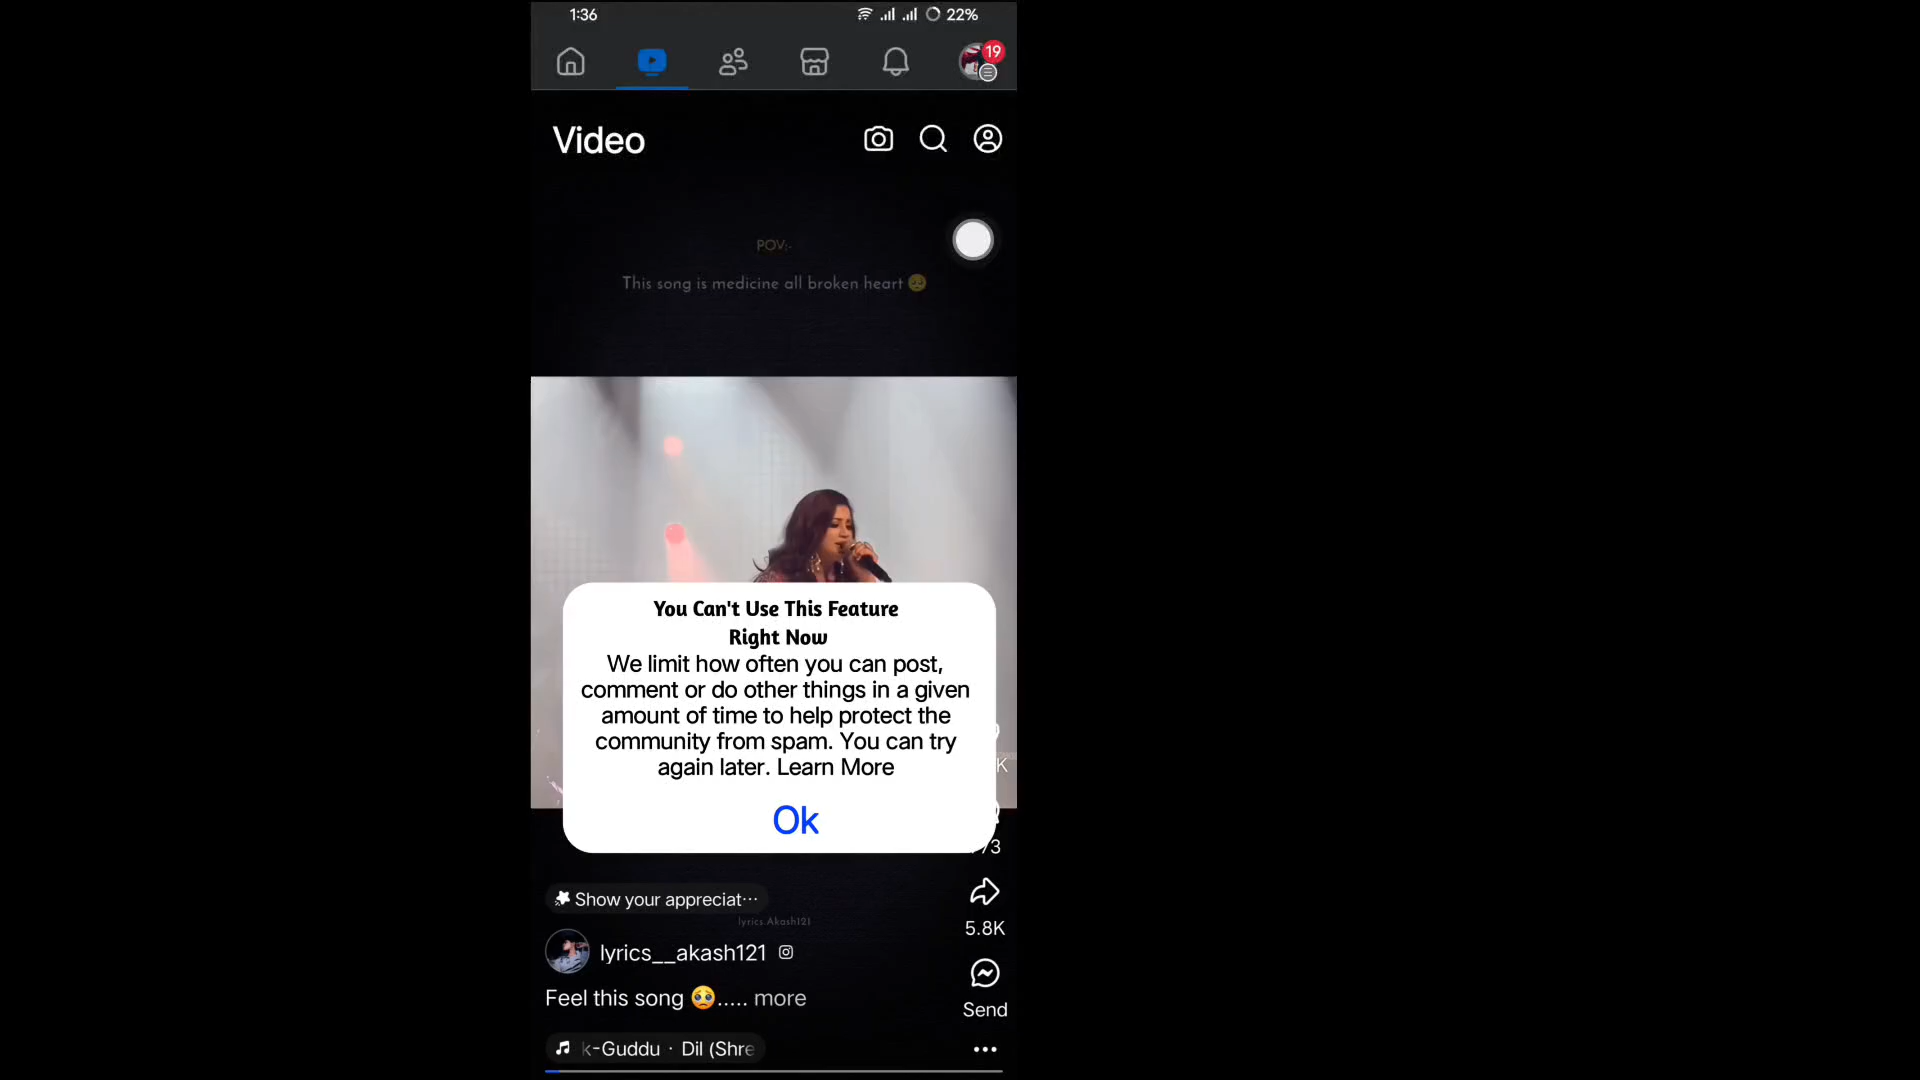 1:36
22%
19
Video
POV:-
This song is medicine all broken heart 🥺
You Can't Use This Feature
Right Now
We limit how often you can post,
comment or do other things in a given
amount of time to help protect the
community from spam. You can try
again later. Learn More
Ok
K
Show your appreciat...
lyrics.Akash121
5.8K
lyrics__akash121
Feel this song 🥺..... more
Send
k-Guddu · Dil (Shre